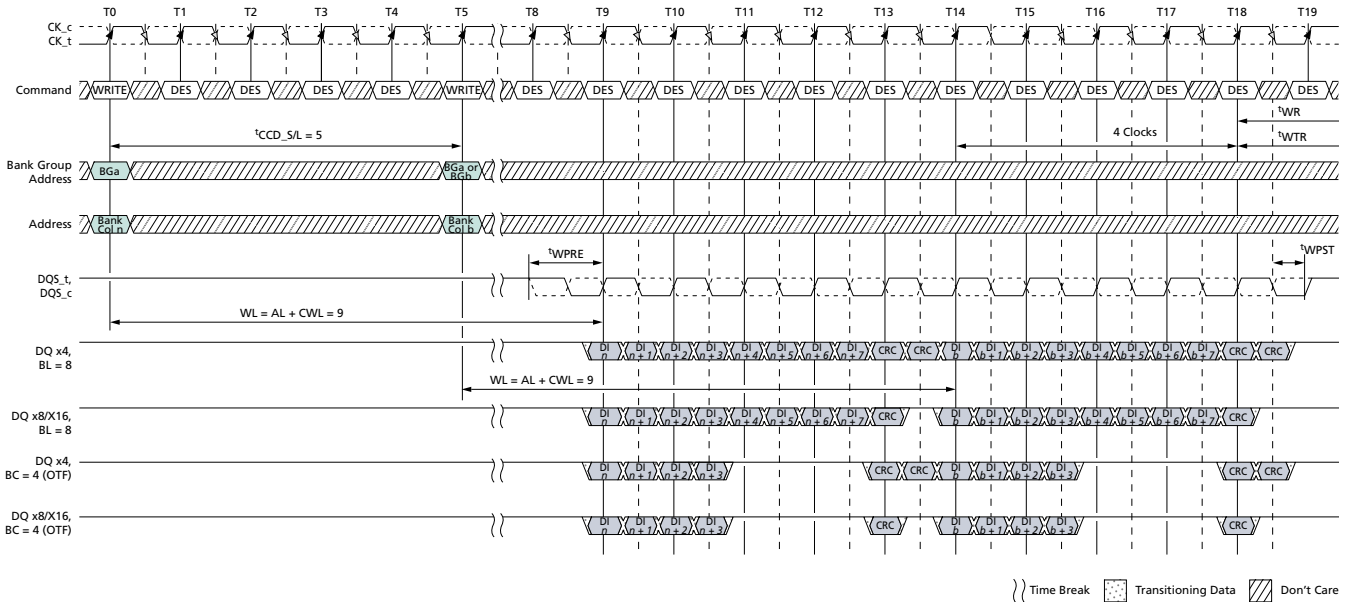 T0 T1 T2 T3 T4 T5 T8 T9 T10 T11 T12 T13 T14 T15 T16 T17 T18 T19
CK_c
CK_t
Command WRITE DES DES DES DES WRITE DES DES DES DES DES DES DES DES DES DES DES DES
tWR
tCCD_S/L = 5
4 Clocks
tWTR
Bank Group
Address
BGa
BGa or
BGb
Address
Bank
Col n
Bank
Col b
tWPRE
tWPST
DQS_t,
DQS_c
WL = AL + CWL = 9
DQ x4,
BL = 8
DI n DI n + 1 DI n + 2 DI n + 3 DI n + 4 DI n + 5 DI n + 6 DI n + 7 CRC CRC DI b DI b + 1 DI b + 2 DI b + 3 DI b + 4 DI b + 5 DI b + 6 DI b + 7 CRC CRC
WL = AL + CWL = 9
DQ x8/X16,
BL = 8
DI n DI n + 1 DI n + 2 DI n + 3 DI n + 4 DI n + 5 DI n + 6 DI n + 7 CRC DI b DI b + 1 DI b + 2 DI b + 3 DI b + 4 DI b + 5 DI b + 6 DI b + 7 CRC
DQ x4,
BC = 4 (OTF)
DI n DI n + 1 DI n + 2 DI n + 3 CRC CRC DI b DI b + 1 DI b + 2 DI b + 3 CRC CRC
DQ x8/X16,
BC = 4 (OTF)
DI n DI n + 1 DI n + 2 DI n + 3 CRC DI b DI b + 1 DI b + 2 DI b + 3 CRC
Time Break Transitioning Data Don't Care